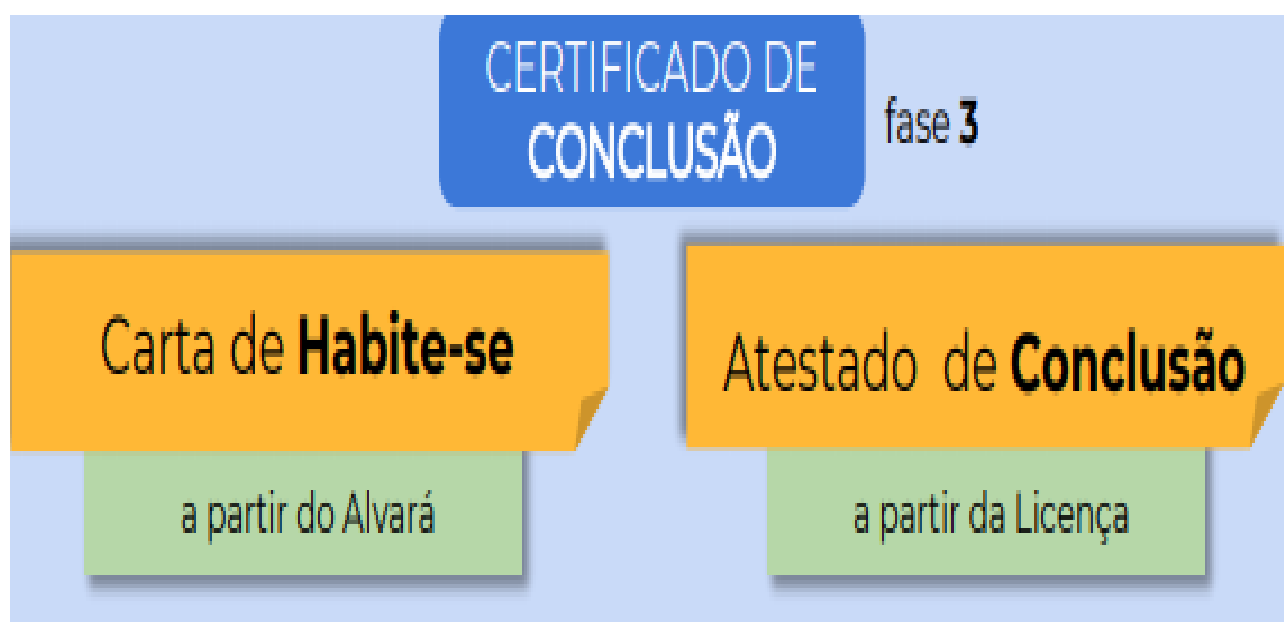 CERTIFICADO DE
CONCLUSÃO
fase 3
Carta de Habite-se
Atestado de Conclusão
a partir do Alvará
a partir da Licença